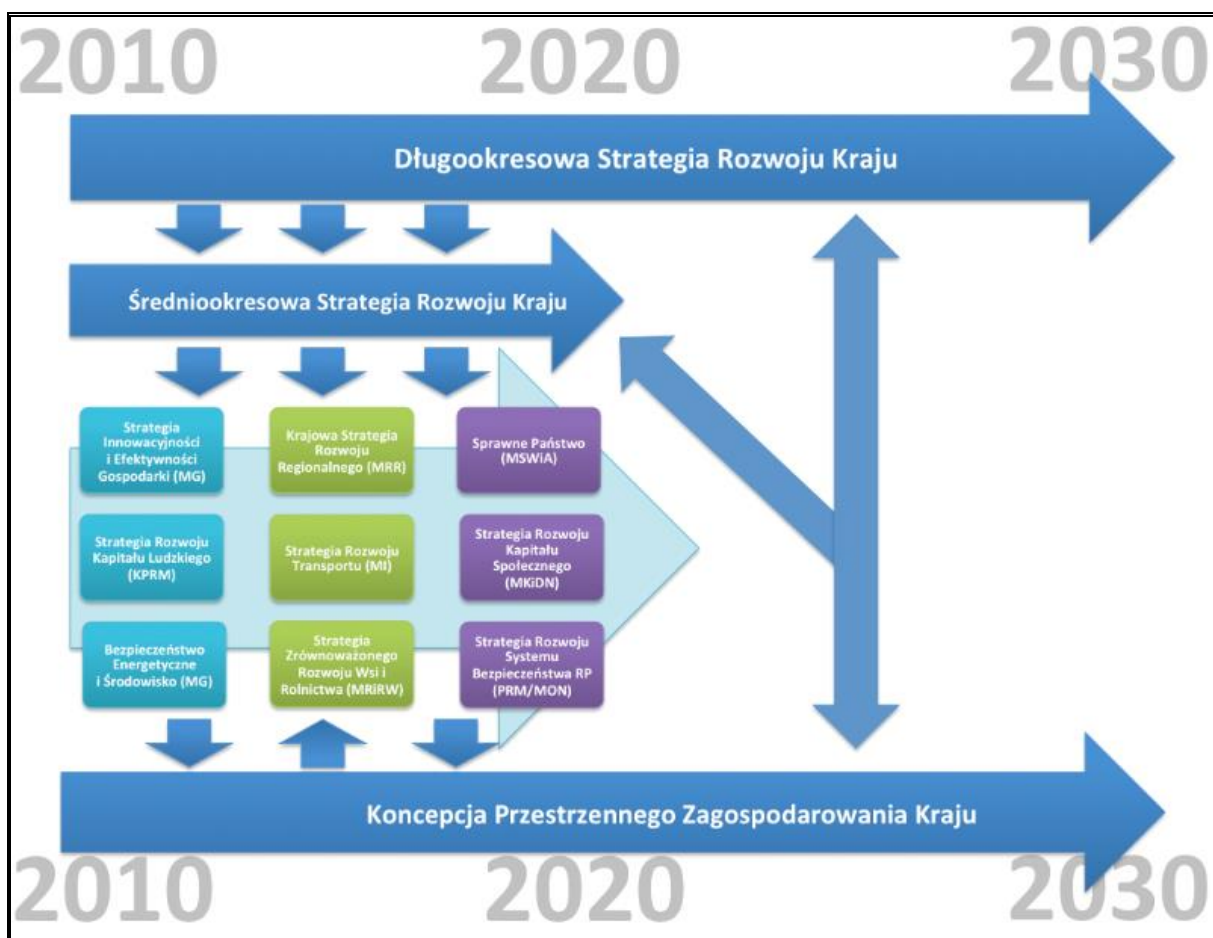 2010 2020 2030
Długookresowa Strategia Rozwoju Kraju
Średniookresowa Strategia Rozwoju Kraju
Strategia
Innowacyjności
i Efektywności
Gospodarki (MG)
Krajowa Strategia
Rozwoju
Regionalnego (MRR)
Sprawne Państwo
(MSWiA)
Strategia Rozwoju
Kapitału Ludzkiego
(KPRM)
Strategia Rozwoju
Transportu (MI)
Strategia Rozwoju
Kapitału
Społecznego
(MKiDN)
Bezpieczeństwo
Energetyczne
i Środowisko (MG)
Strategia
Zrównoważonego
Rozwoju Wsi i
Rolnictwa (MRiRW)
Strategia Rozwoju
Systemu
Bezpieczeństwa RP
(PRM/MON)
Koncepcja Przestrzennego Zagospodarowania Kraju
2010 2020 2030